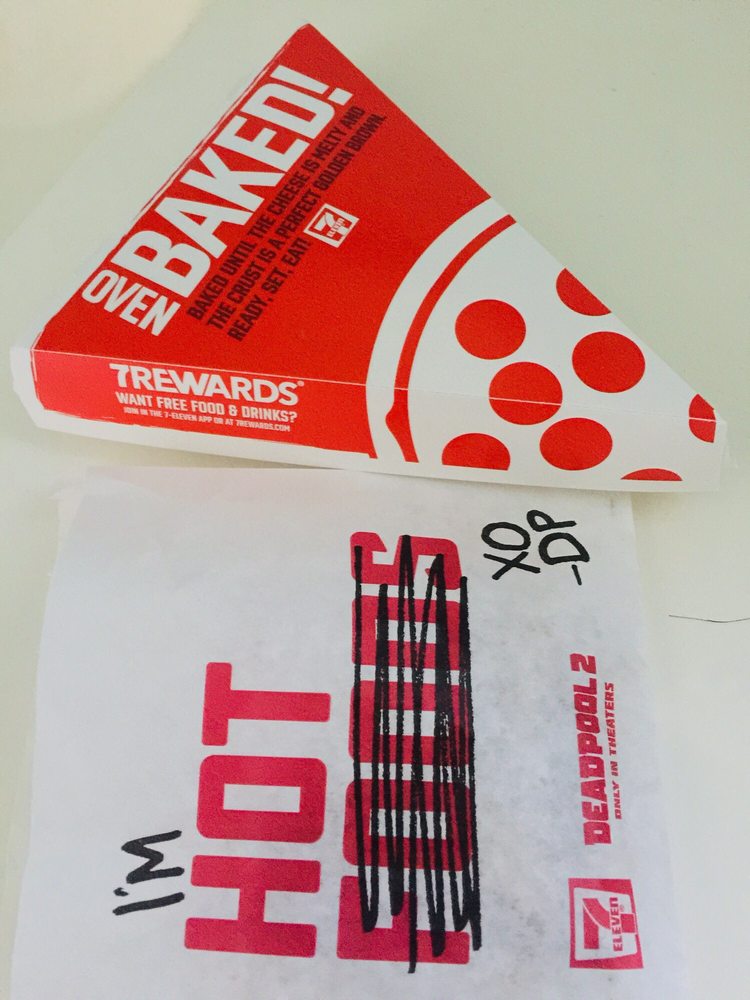 OVEN
BAKED!
BAKED UNTIL THE CHEESE IS MELTY AND
THE CRUST IS A PERFECT GOLDEN BROWN.
READY, SET, EAT!
7 ELEVEN
7REWARDS®
WANT FREE FOOD & DRINKS?
JOIN IN THE 7-ELEVEN APP OR AT 7REWARDS.COM
I'M
HOT
XO
-DP
7 ELEVEN®
DEADPOOL 2
ONLY IN THEATERS